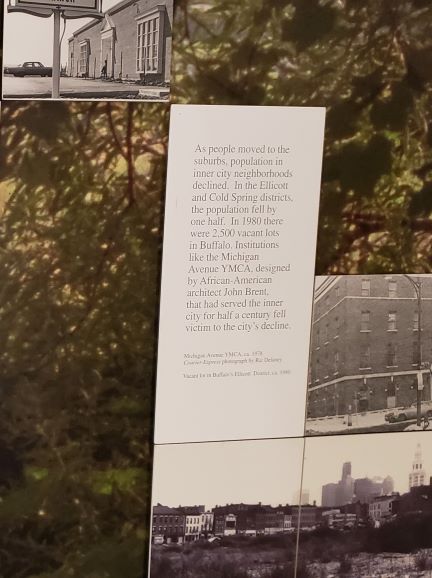 As people moved to the
suburbs, population in
inner city neighborhoods
declined. In the Ellicott
and Cold Spring districts,
the population fell by
one half. In 1980 there
were 2,500 vacant lots
in Buffalo. Institutions
like the Michigan
Avenue YMCA, designed
by African-American
architect John Brent,
that had served the inner
city for half a century fell
victim to the city's decline.
Michigan Avenue YMCA, ca. 1970
Courier-Express photograph by Ric Delaney
Vacant lot in Buffalo's Ellicott District, ca. 1980